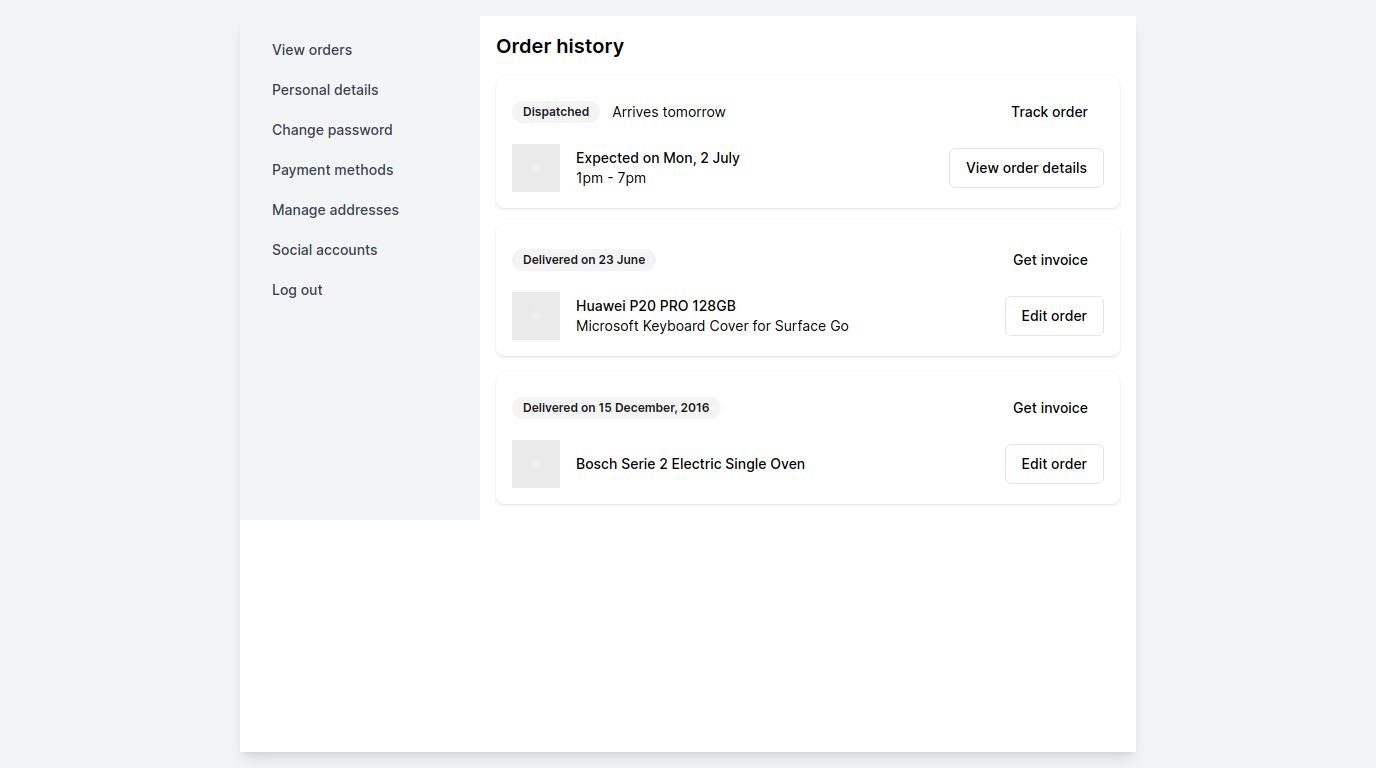 View orders
Personal details
Change password
Payment methods
Manage addresses
Social accounts
Log out
Order history
Dispatched Arrives tomorrow Track order
Expected on Mon, 2 July
1pm - 7pm
View order details
Delivered on 23 June Get invoice
Huawei P20 PRO 128GB
Microsoft Keyboard Cover for Surface Go
Edit order
Delivered on 15 December, 2016 Get invoice
Bosch Serie 2 Electric Single Oven Edit order